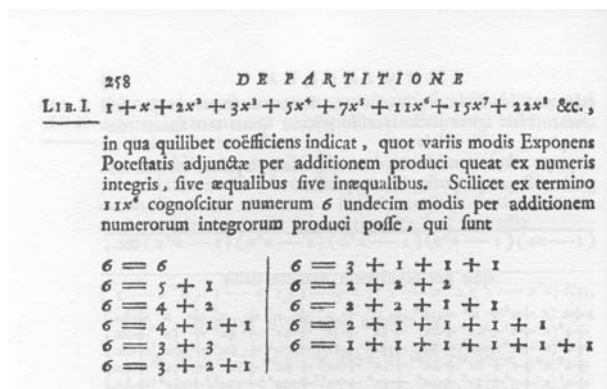 258 DE PARTITIONE
LIB. I. 1 + x + 2x² + 3x³ + 5x⁴ + 7x⁵ + 11x⁶ + 15x⁷ + 22x⁸ &c.,
in qua quilibet coëfficiens indicat, quot variis modis Exponens
Poteſtatis adjunctæ per additionem produci queat ex numeris
integris, ſive æqualibus ſive inæqualibus. Scilicet ex termino
11x⁶ cognoſcitur numerum 6 undecim modis per additionem
numerorum integrorum produci poſſe, qui ſunt
6 = 6
6 = 5 + 1
6 = 4 + 2
6 = 4 + 1 + 1
6 = 3 + 3
6 = 3 + 2 + 1
6 = 3 + 1 + 1 + 1
6 = 2 + 2 + 2
6 = 2 + 2 + 1 + 1
6 = 2 + 1 + 1 + 1 + 1
6 = 1 + 1 + 1 + 1 + 1 + 1